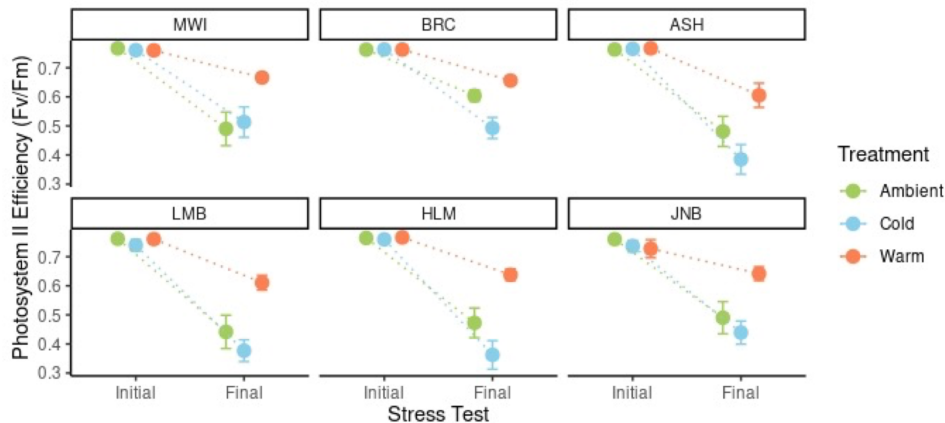 MWI BRC ASH
Photosystem II Efficiency (Fv/Fm)
0.7
0.6
0.5
0.4
0.3
LMB HLM JNB
0.7
0.6
0.5
0.4
0.3
Initial Final Initial Final Initial Final
Stress Test
Treatment
Ambient
Cold
Warm